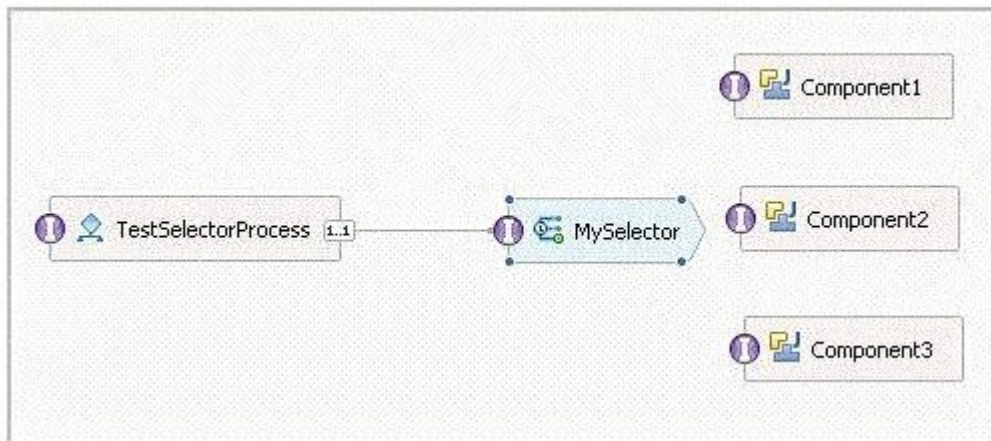 Component1
TestSelectorProcess 1..1
MySelector
Component2
Component3